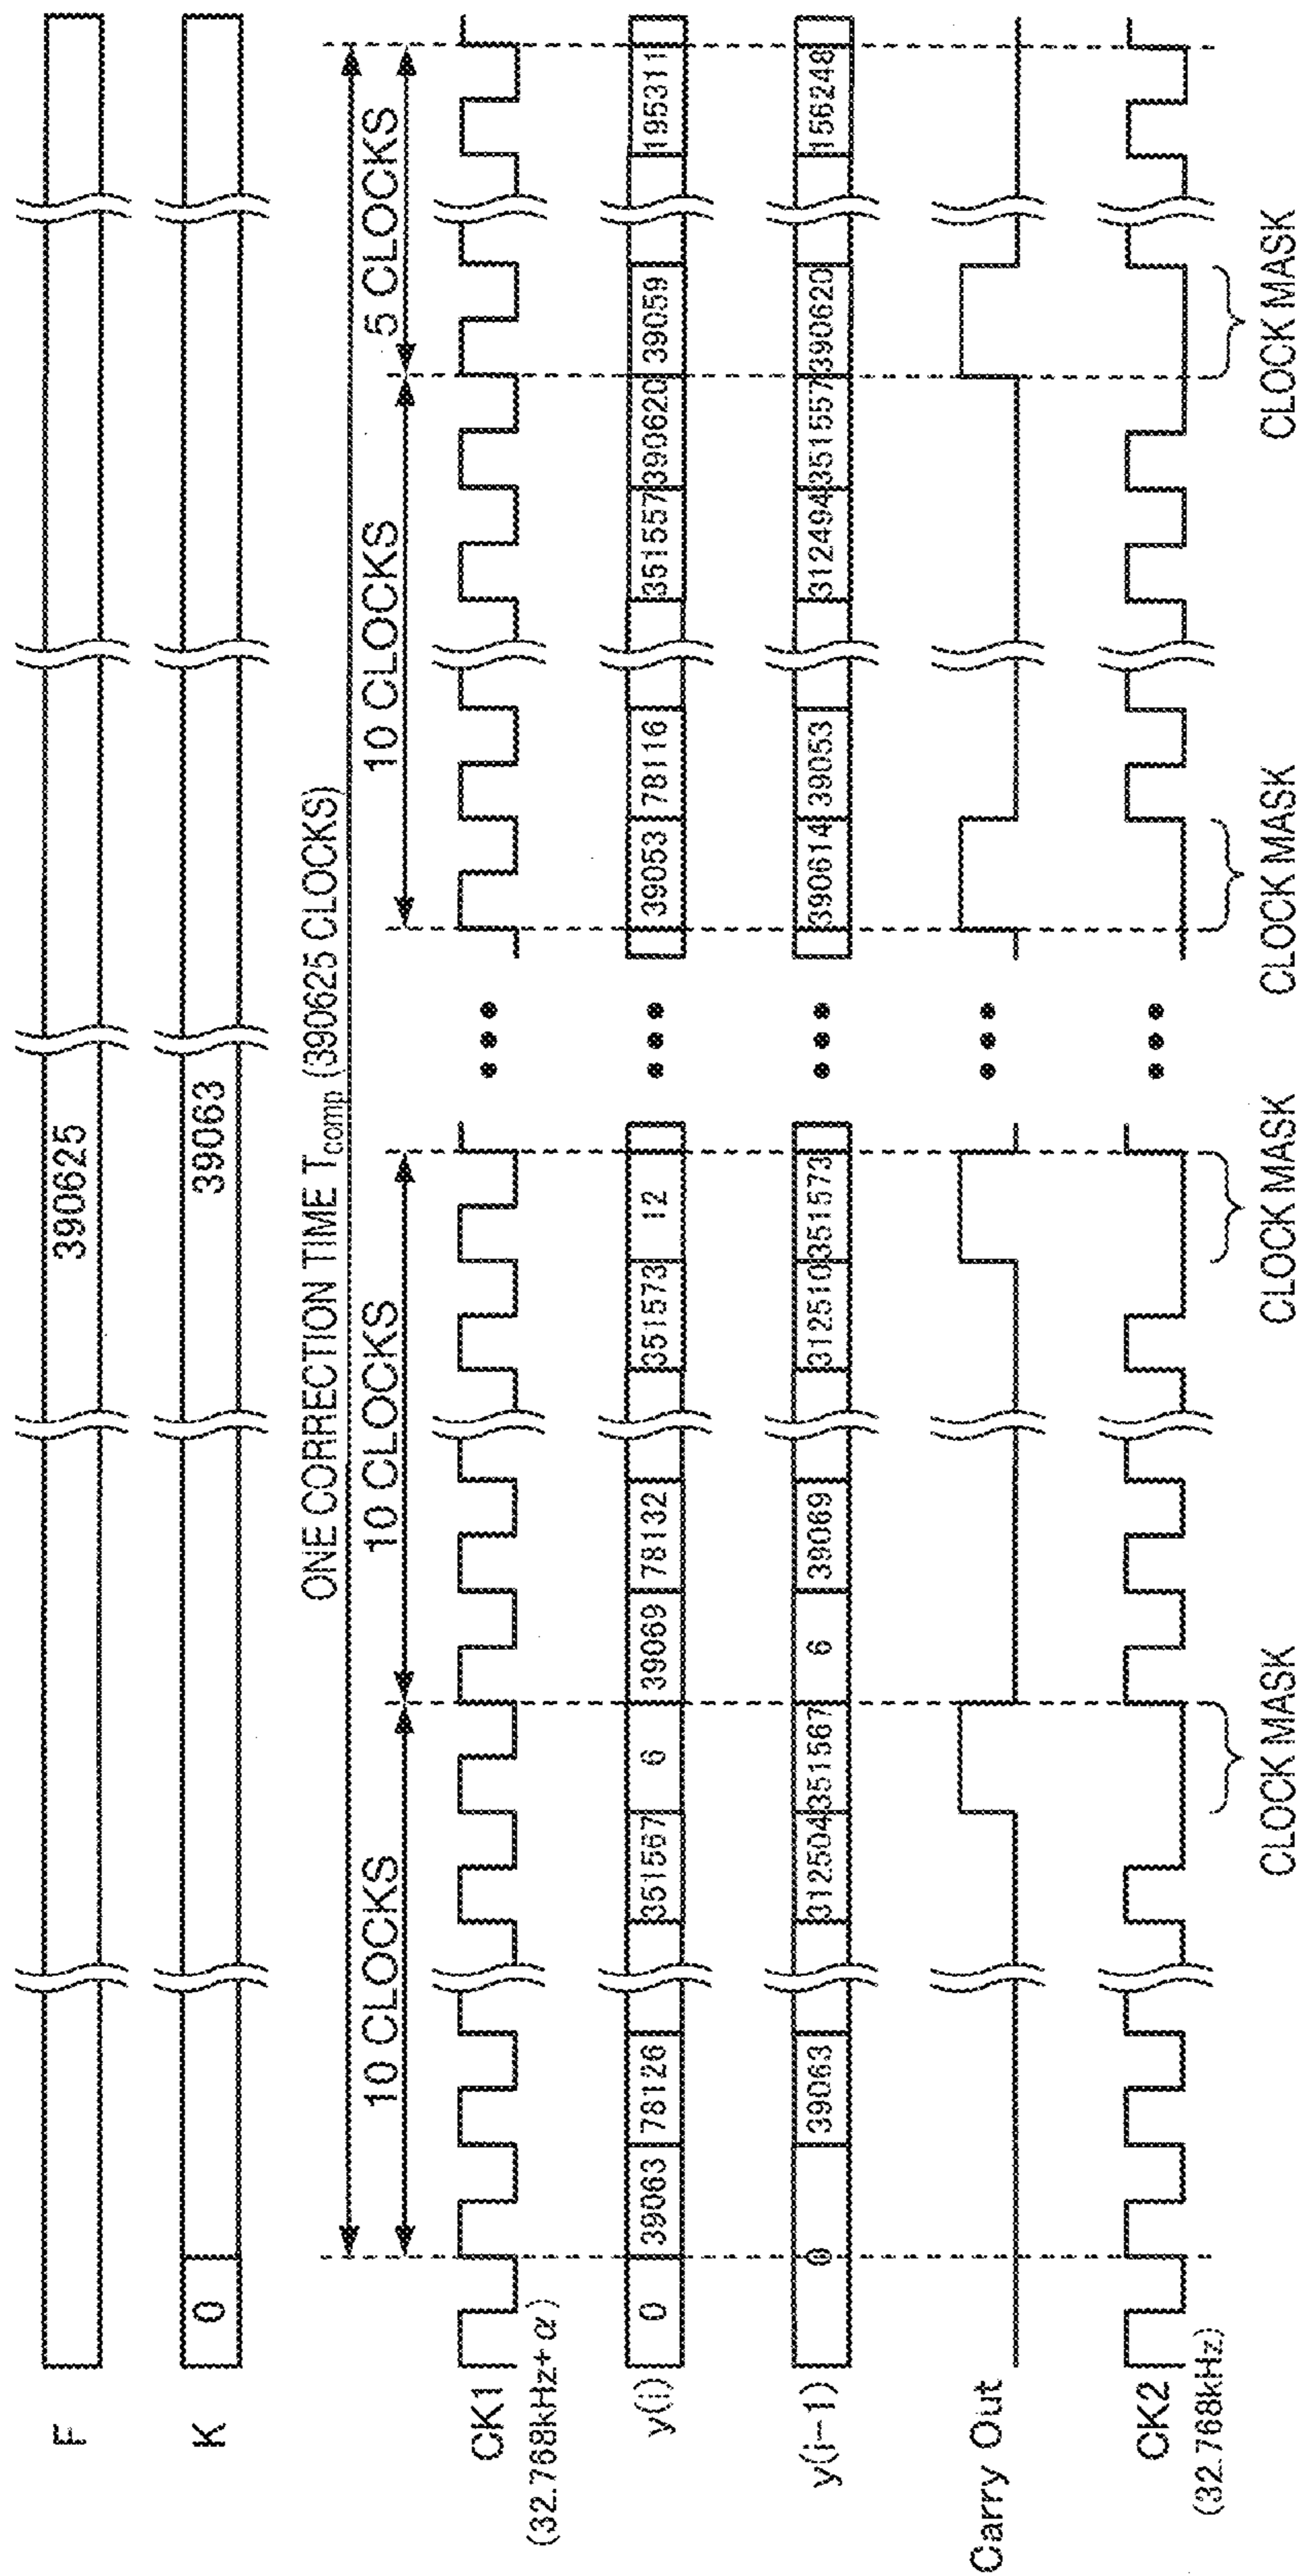 F 390625
K 0 39063
ONE CORRECTION TIME Tcomp (390625 CLOCKS)
10 CLOCKS 10 CLOCKS 10 CLOCKS 5 CLOCKS
CK1 •••
(32.768kHz+α)
y(i) 0 39063 78126 351567 6 39069 78132 351573 12 ••• 39053 78116 351557 390620 39059 195311
y(i−1) 0 39063 312504 351567 6 39069 312510 351573 ••• 390614 39053 312494 351557 390620 156248
Carry Out •••
CK2 •••
(32.768kHz)
CLOCK MASK CLOCK MASK CLOCK MASK CLOCK MASK